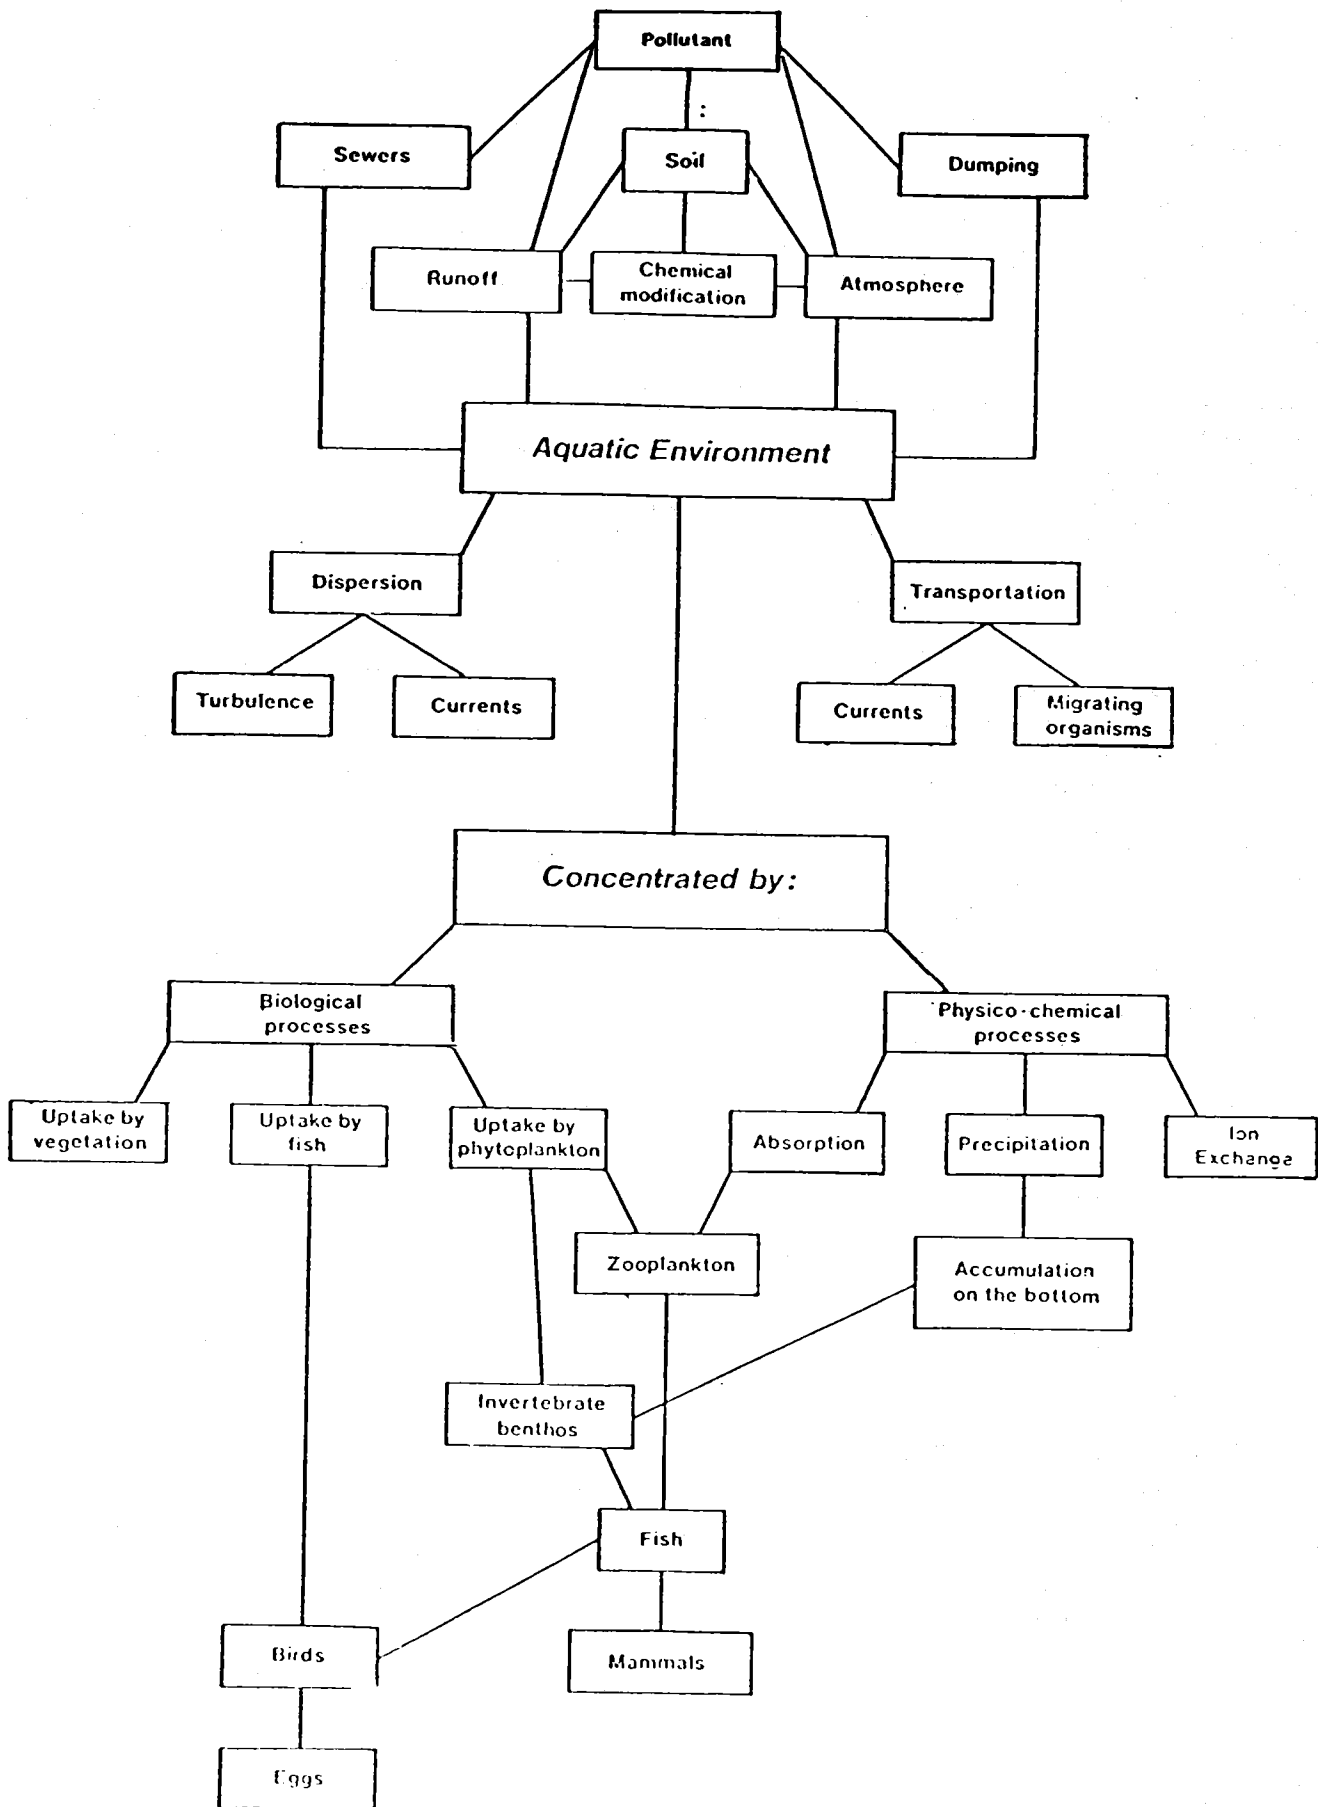 Pollutant
:
Sewers
Soil
Dumping
Runoff
Chemical
modification
Atmosphere
Aquatic Environment
Dispersion
Transportation
Turbulence
Currents
Currents
Migrating
organisms
Concentrated by:
Biological
processes
Physico-chemical
processes
Uptake by
vegetation
Uptake by
fish
Uptake by
phytoplankton
Absorption
Precipitation
Ion
Exchange
Zooplankton
Accumulation
on the bottom
Invertebrate
benthos
Fish
Birds
Mammals
Eggs